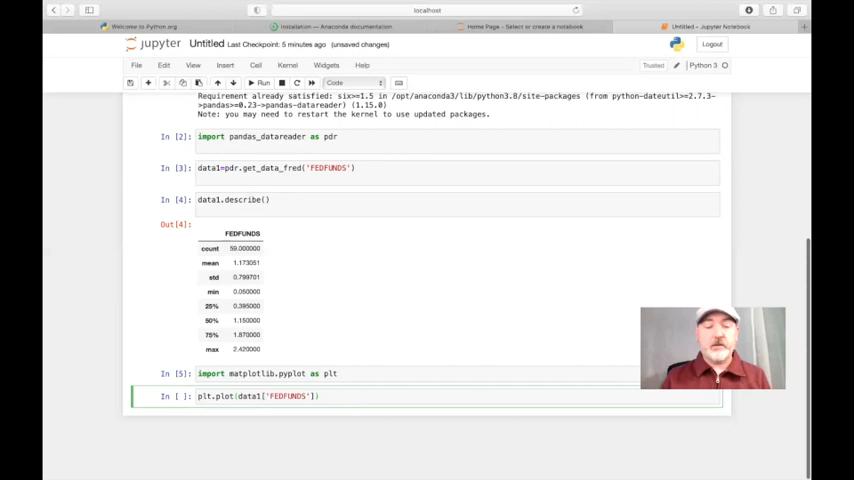 localhost
Welcome to Python.org
Installation — Anaconda documentation
Home Page - Select or create a notebook
Untitled - Jupyter Notebook
jupyter Untitled Last Checkpoint: 5 minutes ago (unsaved changes)
Logout
File Edit View Insert Cell Kernel Widgets Help
Trusted Python 3
Run Code
Requirement already satisfied: six>=1.5 in /opt/anaconda3/lib/python3.8/site-packages (from python-dateutil>=2.7.3-
>pandas>=0.23->pandas-datareader) (1.15.0)
Note: you may need to restart the kernel to use updated packages.
In [2]: import pandas_datareader as pdr
In [3]: data1=pdr.get_data_fred('FEDFUNDS')
In [4]: data1.describe()
Out[4]:
FEDFUNDS
count 59.000000
mean 1.173051
std 0.799701
min 0.050000
25% 0.395000
50% 1.150000
75% 1.870000
max 2.420000
In [5]: import matplotlib.pyplot as plt
In [ ]: plt.plot(data1['FEDFUNDS'])